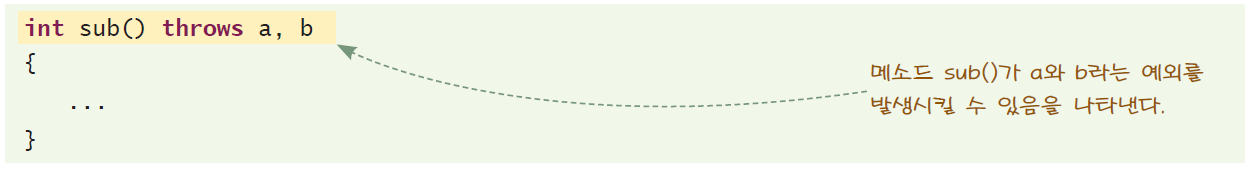 int sub() throws a, b
{
...
}
메소드 sub()가 a와 b라는 예외를
발생시킬 수 있음을 나타낸다.